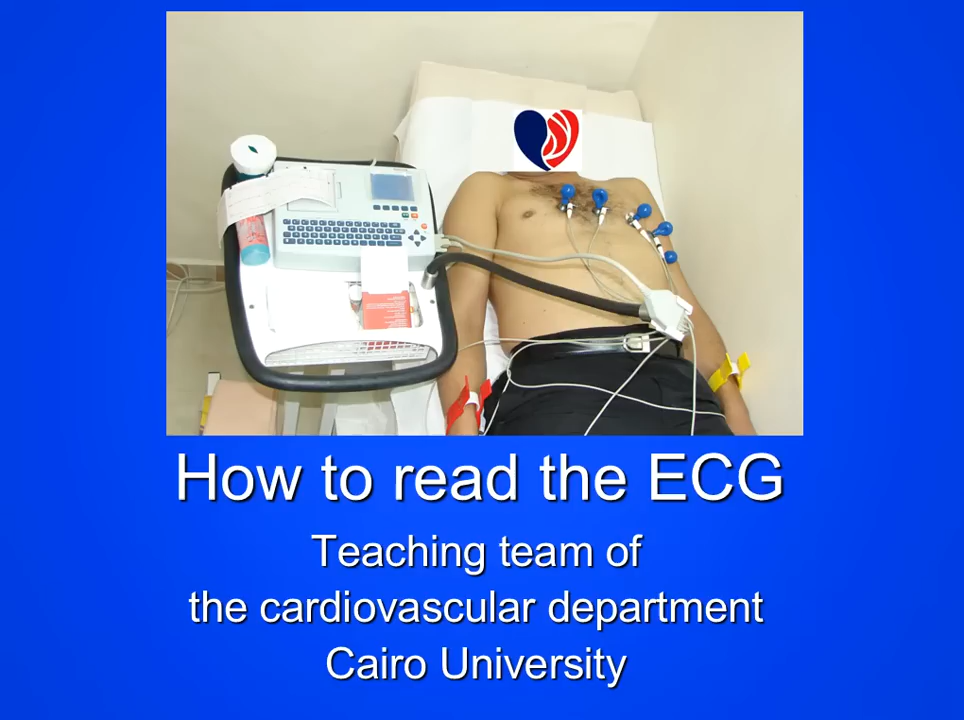 How to read the ECG
Teaching team of
the cardiovascular department
Cairo University